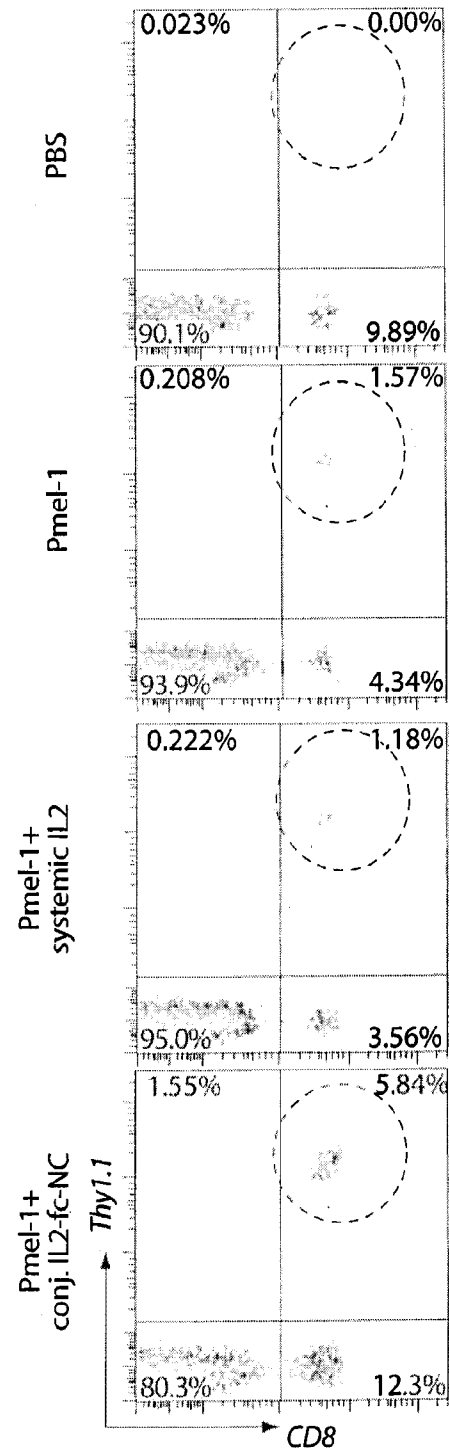 0.023% 0.00%
PBS
90.1% 9.89%
0.208% 1.57%
Pmel-1
93.9% 4.34%
0.222% 1.18%
Pmel-1+
systemic IL2
95.0% 3.56%
1.55% 5.84%
Pmel-1+
conj. IL2-fc-NC
Thy1.1
80.3% 12.3%
CD8